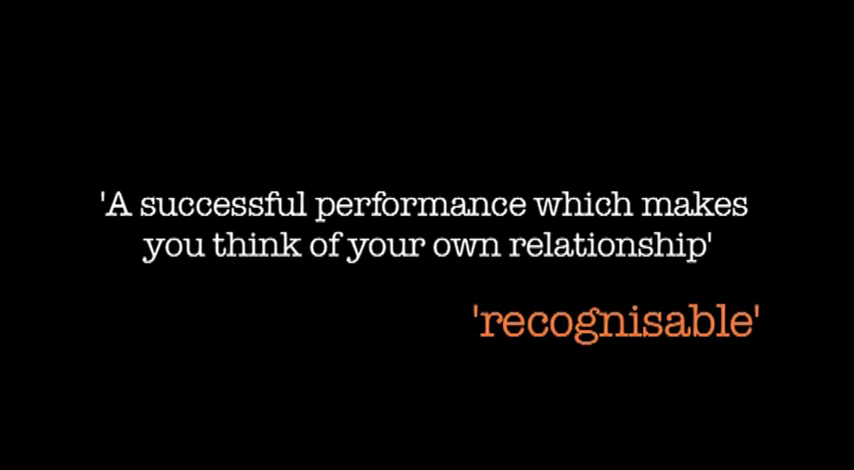 'A successful performance which makes
you think of your own relationship'
'recognisable'